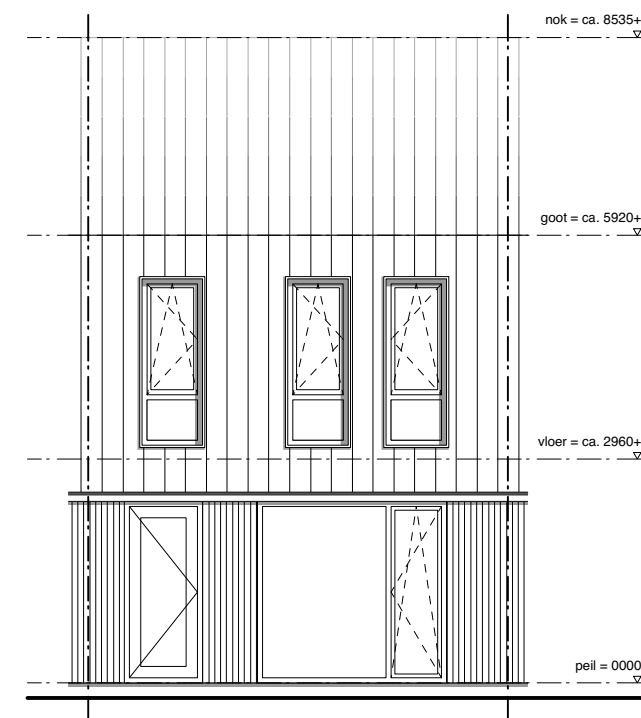 nok = ca. 8535+
goot = ca. 5920+
vloer = ca. 2960+
peil = 0000